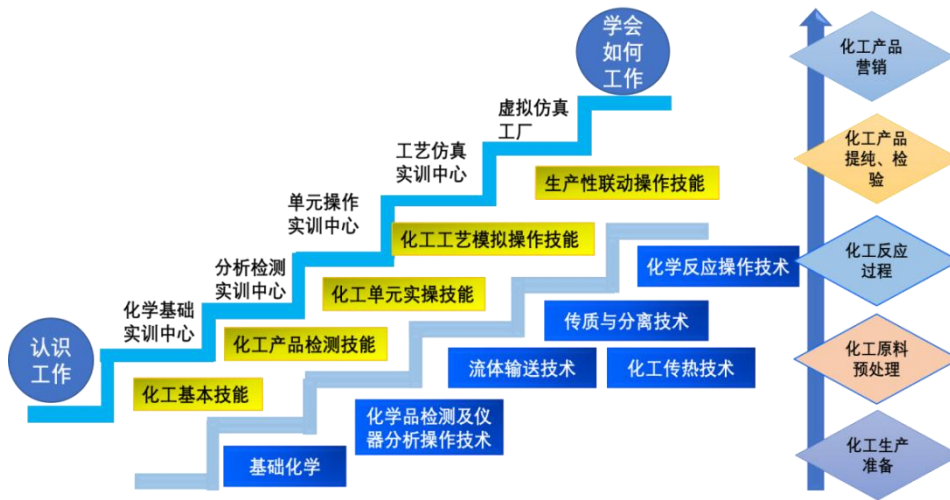 学会
如何
工作
虚拟仿真
工厂
工艺仿真
实训中心
单元操作
实训中心
分析检测
实训中心
化学基础
实训中心
认识
工作
生产性联动操作技能
化工工艺模拟操作技能
化工单元实操技能
化工产品检测技能
化工基本技能
化学反应操作技术
传质与分离技术
流体输送技术
化工传热技术
化学品检测及仪
器分析操作技术
基础化学
化工产品
营销
化工产品
提纯、检
验
化工反应
过程
化工原料
预处理
化工生产
准备